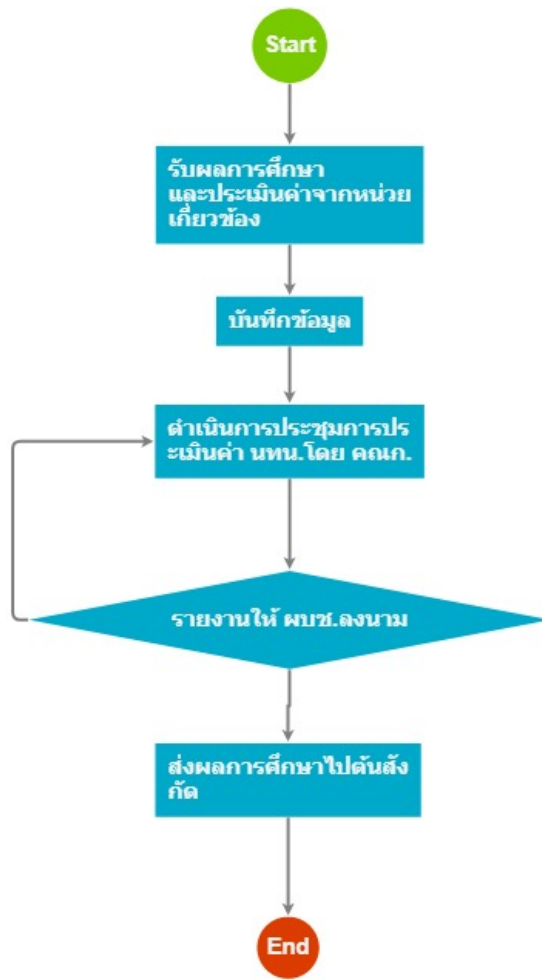 Start
รับผลการศึกษา
และประเมินค่าจากหน่วย
เกี่ยวข้อง
บันทึกข้อมูล
ดำเนินการประชุมการปร
ะเมินค่า นทน.โดย คณก.
รายงานให้ ผบช.ลงนาม
ส่งผลการศึกษาไปต้นสัง
กัด
End